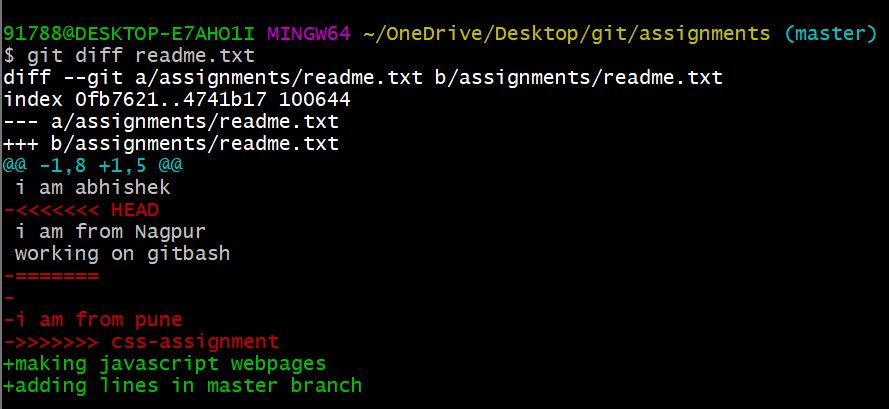 91788@DESKTOP-E7AHO1I MINGW64 ~/OneDrive/Desktop/git/assignments (master)
$ git diff readme.txt
diff --git a/assignments/readme.txt b/assignments/readme.txt
index 0fb7621..4741b17 100644
--- a/assignments/readme.txt
+++ b/assignments/readme.txt
@@ -1,8 +1,5 @@
 i am abhishek
-<<<<<<< HEAD
 i am from Nagpur
 working on gitbash
-=======
-
-i am from pune
->>>>>>> css-assignment
+making javascript webpages
+adding lines in master branch